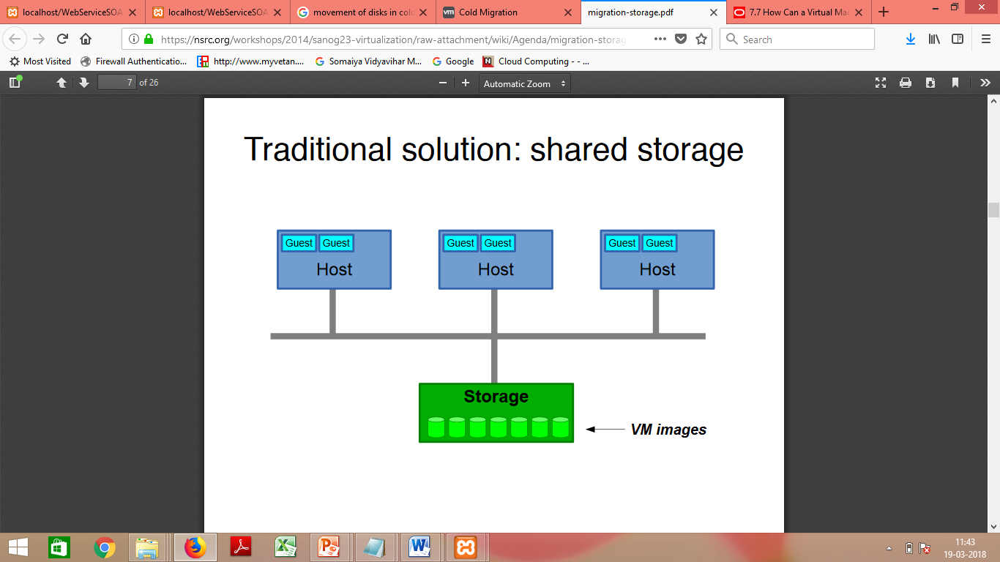 localhost/WebServiceSOA
localhost/WebServiceSOA
movement of disks in col
vm Cold Migration
migration-storage.pdf
7.7 How Can a Virtual Ma
https://nsrc.org/workshops/2014/sanog23-virtualization/raw-attachment/wiki/Agenda/migration-storag
Search
Most Visited
Firewall Authenticatio...
http://www.myvetan....
Somaiya Vidyavihar M...
Google
Cloud Computing - - ...
7 of 26
Automatic Zoom
Traditional solution: shared storage
Guest Guest
Host
Guest Guest
Host
Guest Guest
Host
Storage
VM images
11:43
19-03-2018